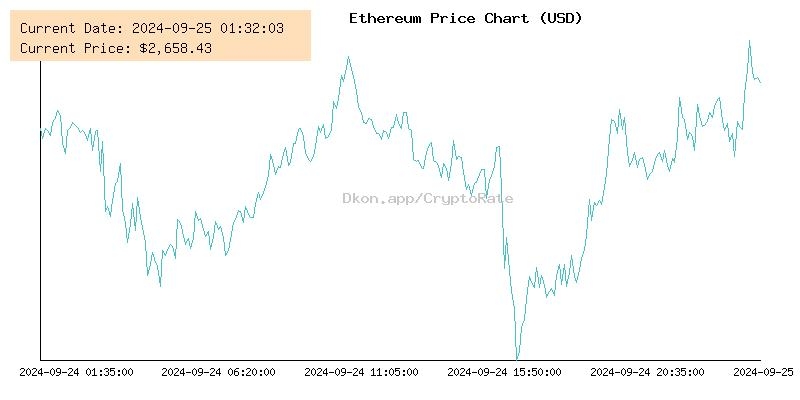 Ethereum Price Chart (USD)
Current Date: 2024-09-25 01:32:03
Current Price: $2,658.43
Dkon.app/CryptoRate
2024-09-24 01:35:00 2024-09-24 06:20:00 2024-09-24 11:05:00 2024-09-24 15:50:00 2024-09-24 20:35:00 2024-09-25